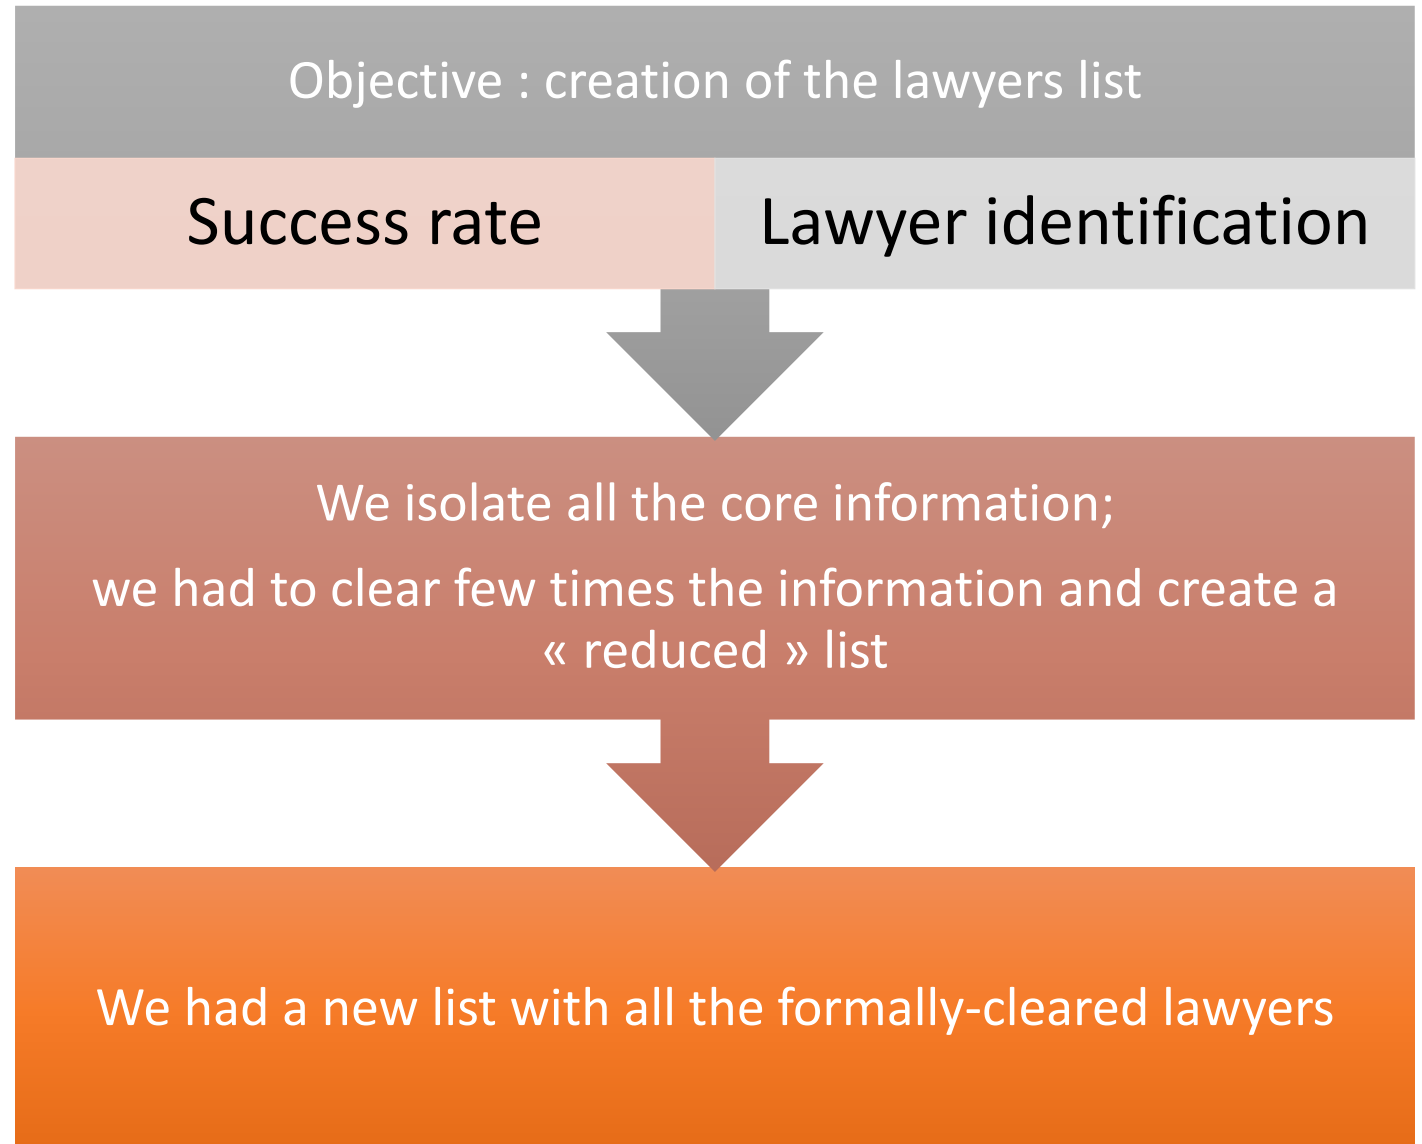 Objective : creation of the lawyers list
Success rate
Lawyer identification
We isolate all the core information;
we had to clear few times the information and create a
« reduced » list
We had a new list with all the formally-cleared lawyers